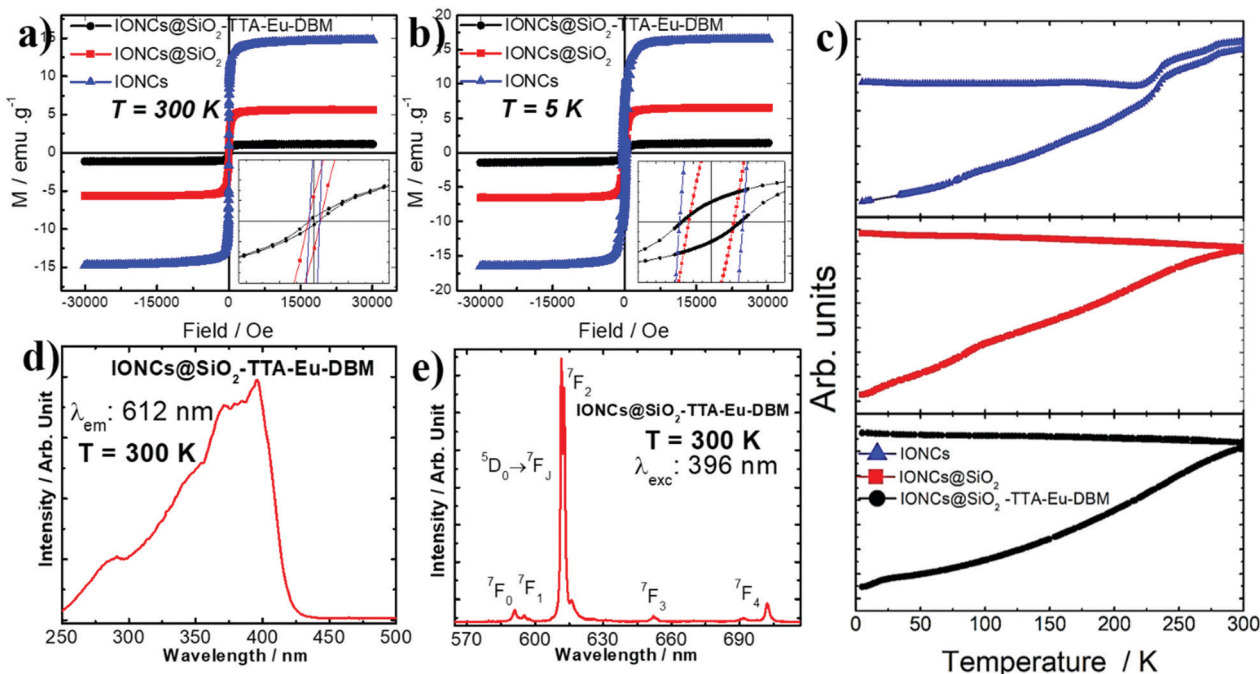 a)
IONCs@SiO₂-TTA-Eu-DBM
IONCs@SiO₂
IONCs
T = 300 K
15
10
5
0
-5
-10
-15
M / emu. g⁻¹
-30000 -15000 0 15000 30000
Field / Oe
b)
IONCs@SiO₂-TTA-Eu-DBM
IONCs@SiO₂
IONCs
T = 5 K
20
15
10
5
0
-5
-10
-15
-20
M / emu .g⁻¹
-30000 -15000 0 15000 30000
Field / Oe
c)
Arb. units
IONCs
IONCs@SiO₂
IONCs@SiO₂ -TTA-Eu-DBM
0 50 100 150 200 250 300
Temperature / K
d)
IONCs@SiO₂-TTA-Eu-DBM
λem: 612 nm
T = 300 K
Intensity / Arb. Unit
250 300 350 400 450 500
Wavelength / nm
e)
⁷F₂
IONCs@SiO₂-TTA-Eu-DBM
T = 300 K
⁵D₀→⁷FJ
λexc: 396 nm
⁷F₀ ⁷F₁
⁷F₃
⁷F₄
Intensity / Arb. Unit
570 600 630 660 690
Wavelength / nm